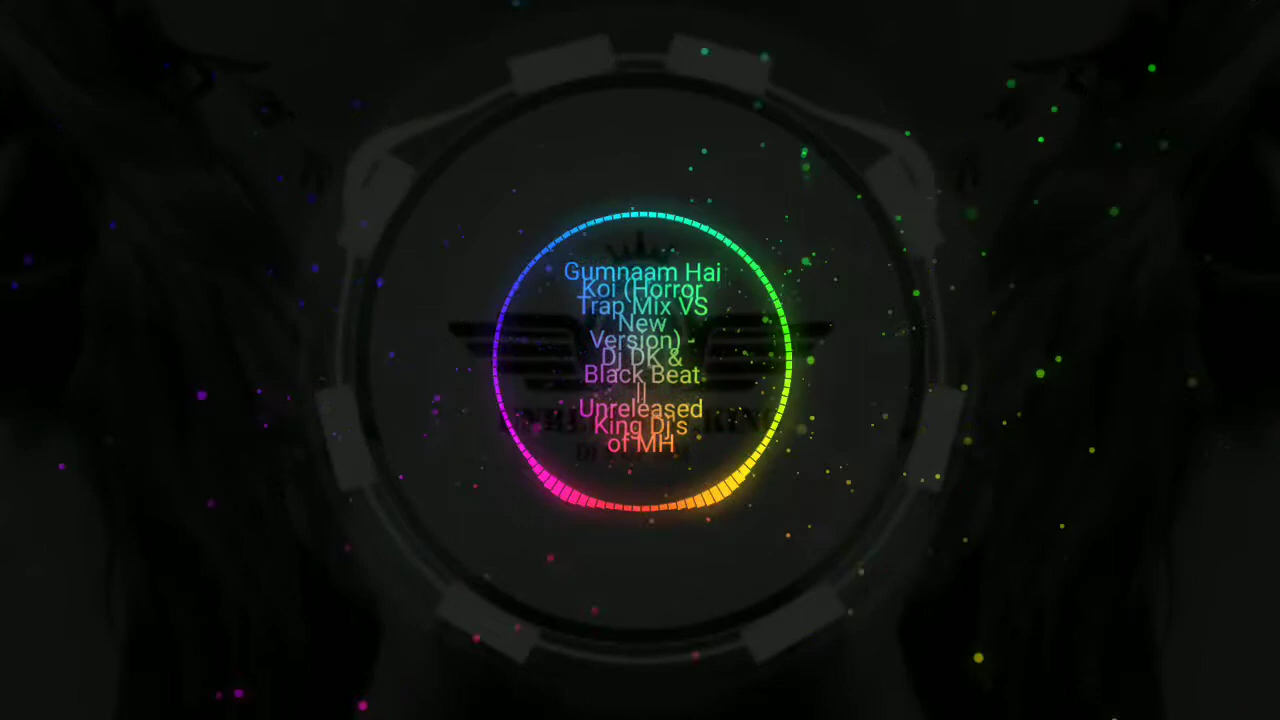 Gumnaam Hai
Koi (Horror
Trap Mix VS
New
Version) -
Dj DK &
Black Beat
||
Unreleased
King Dj's
of MH